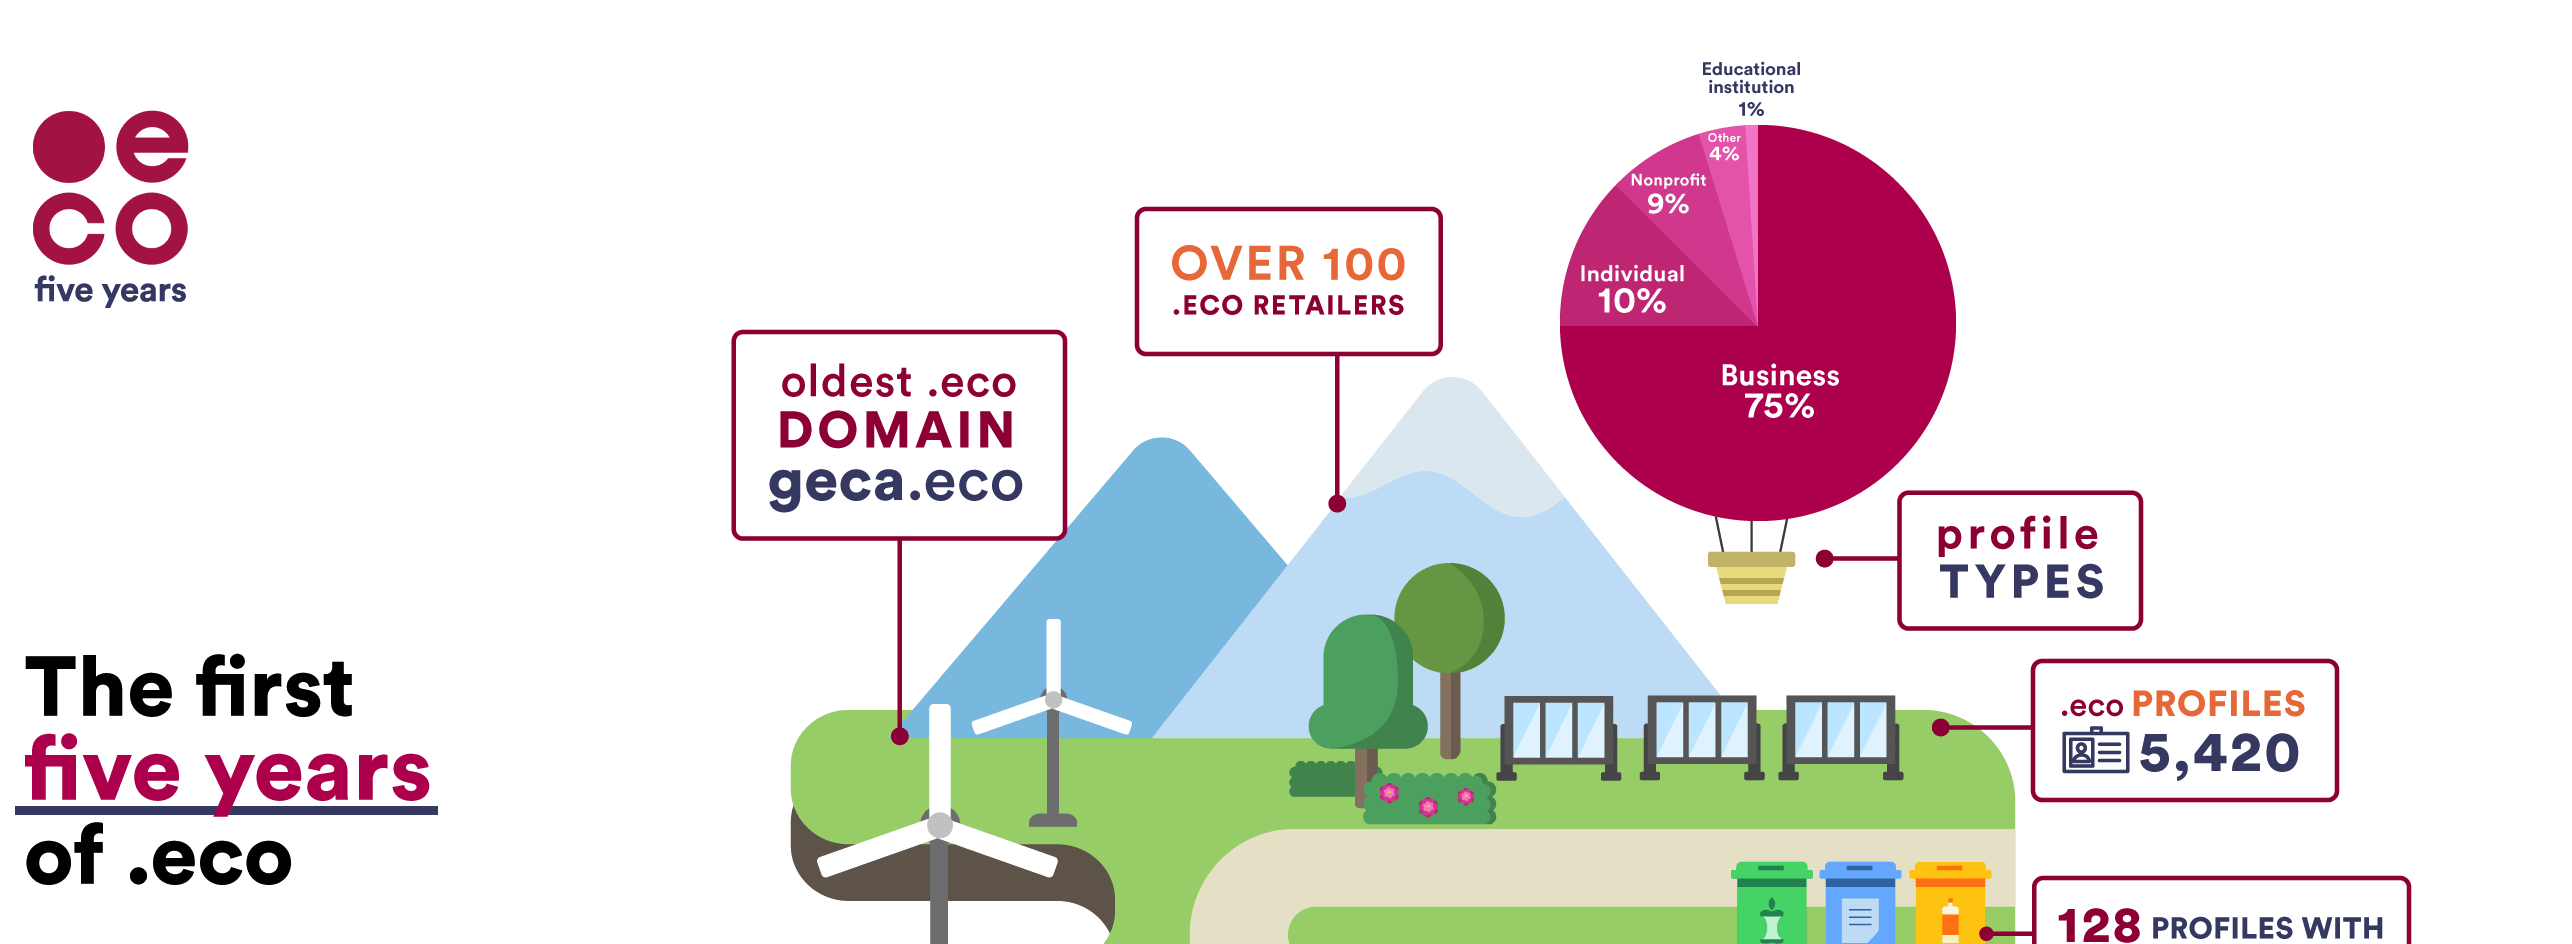 eco
five years
The first
five years
of .eco
oldest .eco
DOMAIN
geca.eco
OVER 100
.ECO RETAILERS
Educational
institution
1%
Other
4%
Nonprofit
9%
Individual
10%
Business
75%
profile
TYPES
.eco PROFILES
5,420
128 PROFILES WITH